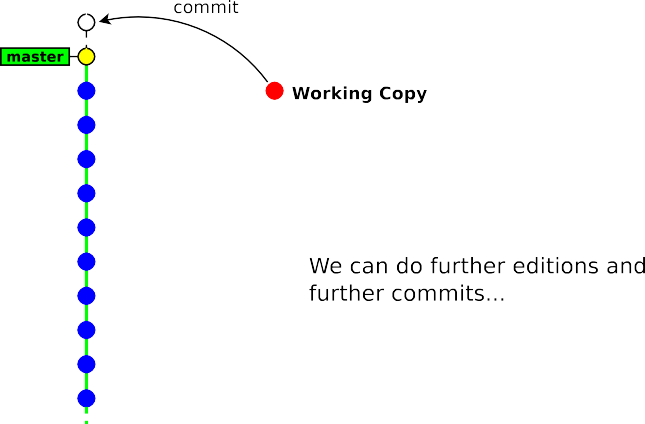 commit
master
Working Copy
We can do further editions and
further commits...